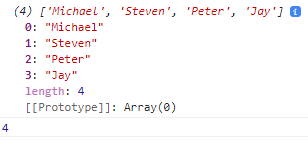 (4) ['Michael', 'Steven', 'Peter', 'Jay'] i
0: "Michael"
1: "Steven"
2: "Peter"
3: "Jay"
length: 4
[[Prototype]]: Array(0)
4